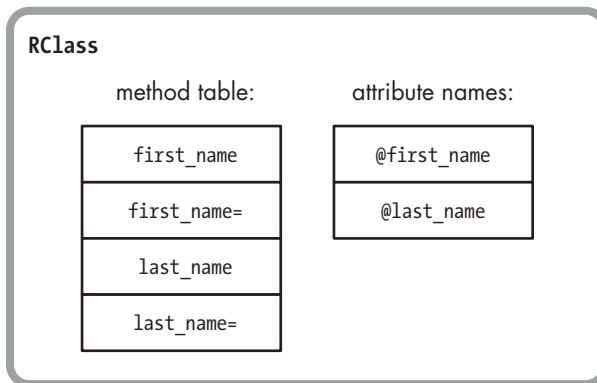 RClass
method table:
attribute names:
first_name
@first_name
first_name=
@last_name
last_name
last_name=